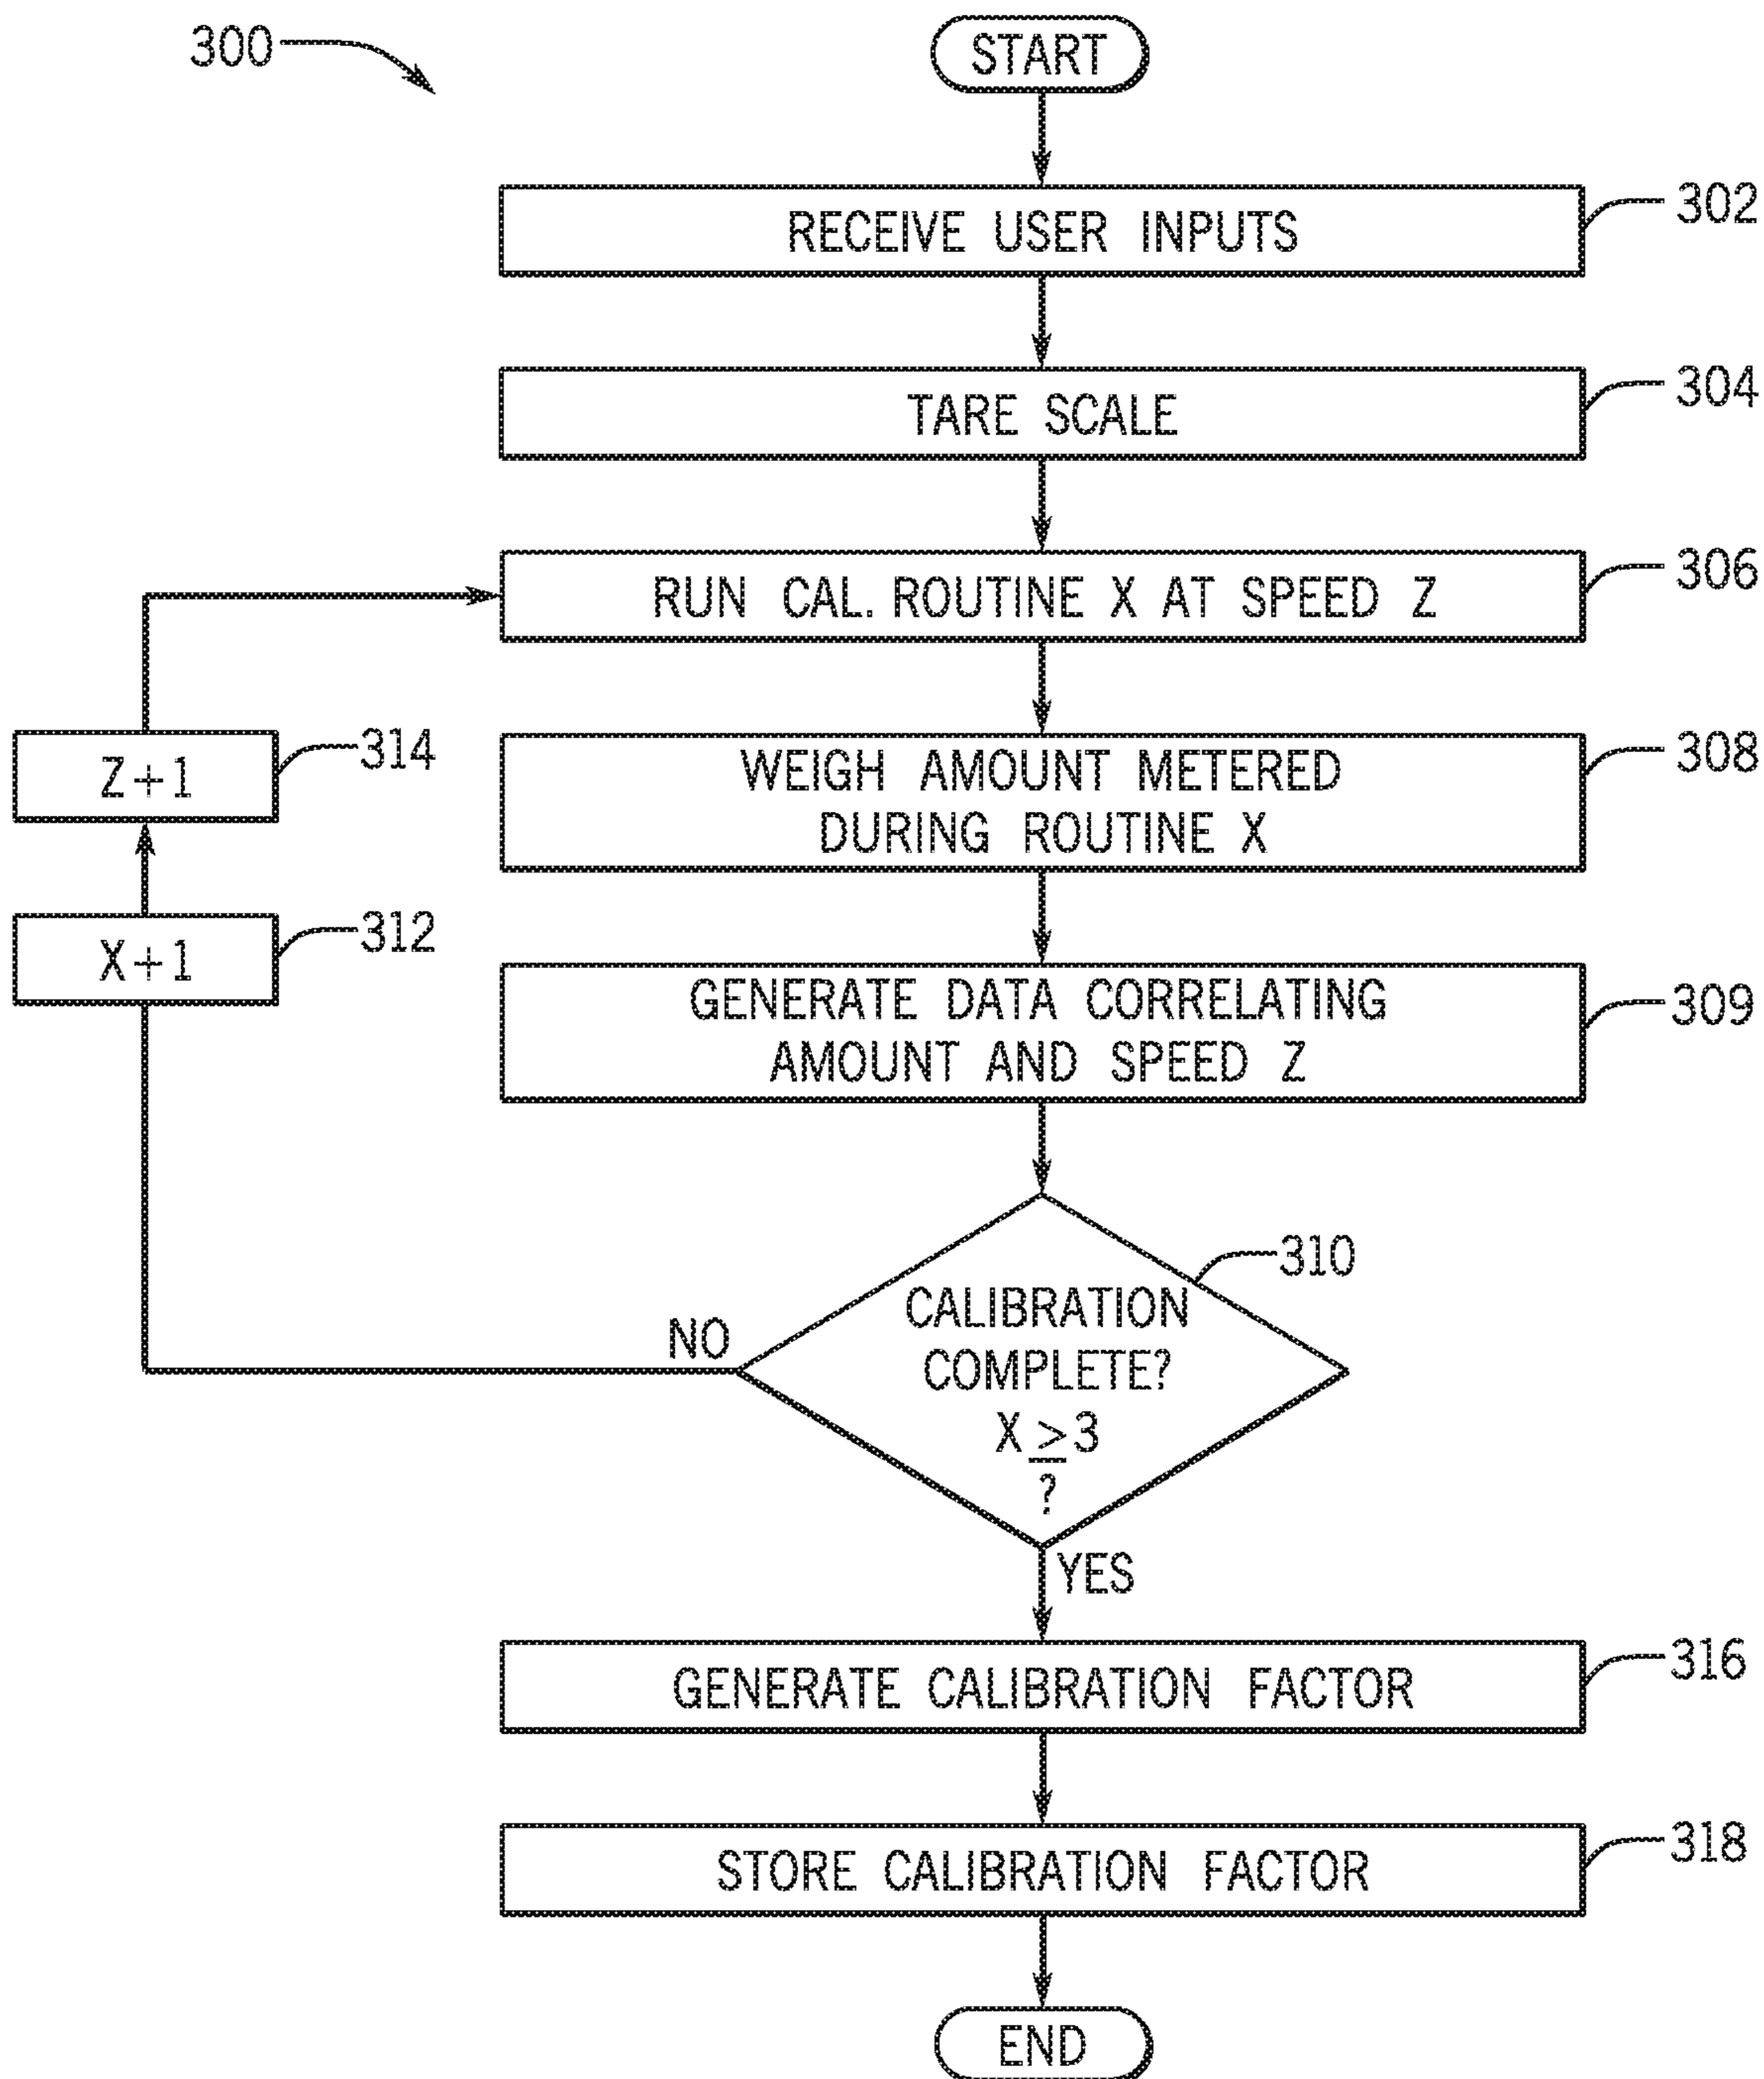 300
START
RECEIVE USER INPUTS
302
TARE SCALE
304
RUN CAL. ROUTINE X AT SPEED Z
306
Z+1
314
WEIGH AMOUNT METERED
DURING ROUTINE X
308
X+1
312
GENERATE DATA CORRELATING
AMOUNT AND SPEED Z
309
310
CALIBRATION
COMPLETE?
X ≥ 3
?
NO
YES
GENERATE CALIBRATION FACTOR
316
STORE CALIBRATION FACTOR
318
END